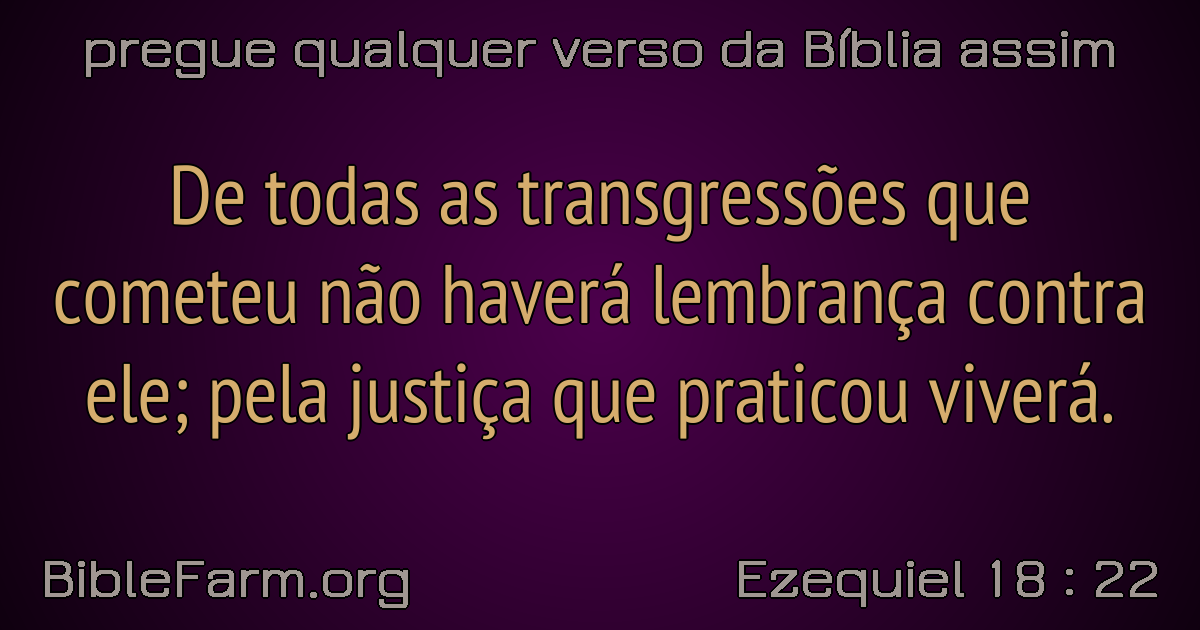 pregue qualquer verso da Bíblia assim
De todas as transgressões que
cometeu não haverá lembrança contra
ele; pela justiça que praticou viverá.
BibleFarm.org
Ezequiel 18 : 22